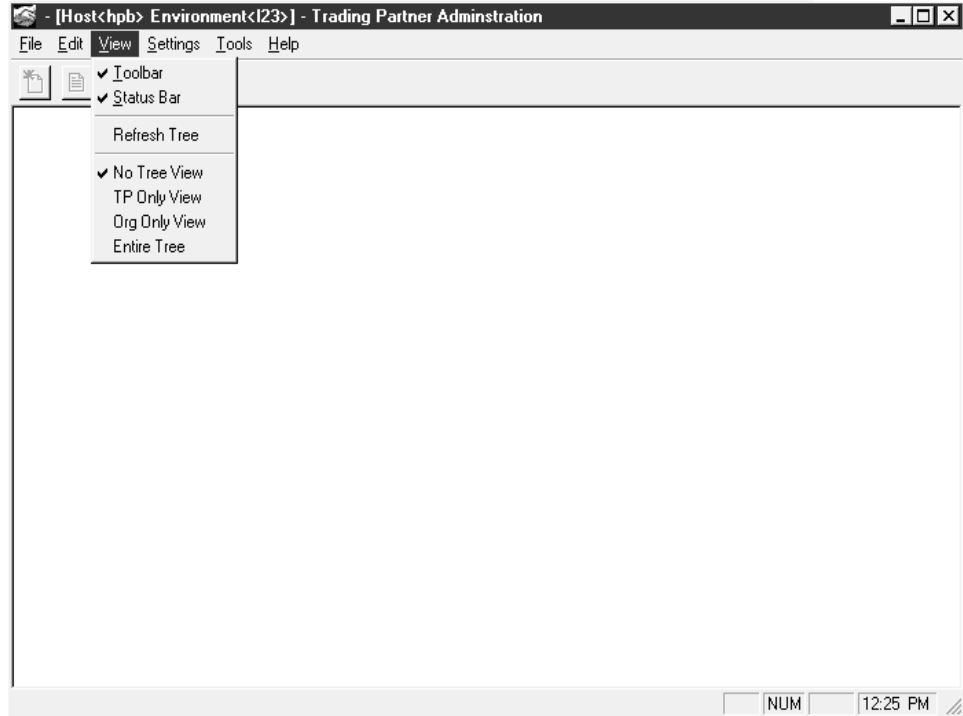 - [Host<hpb> Environment<I23>] - Trading Partner Adminstration
File Edit View Settings Tools Help
Toolbar
Status Bar
Refresh Tree
No Tree View
TP Only View
Org Only View
Entire Tree
NUM 12:25 PM